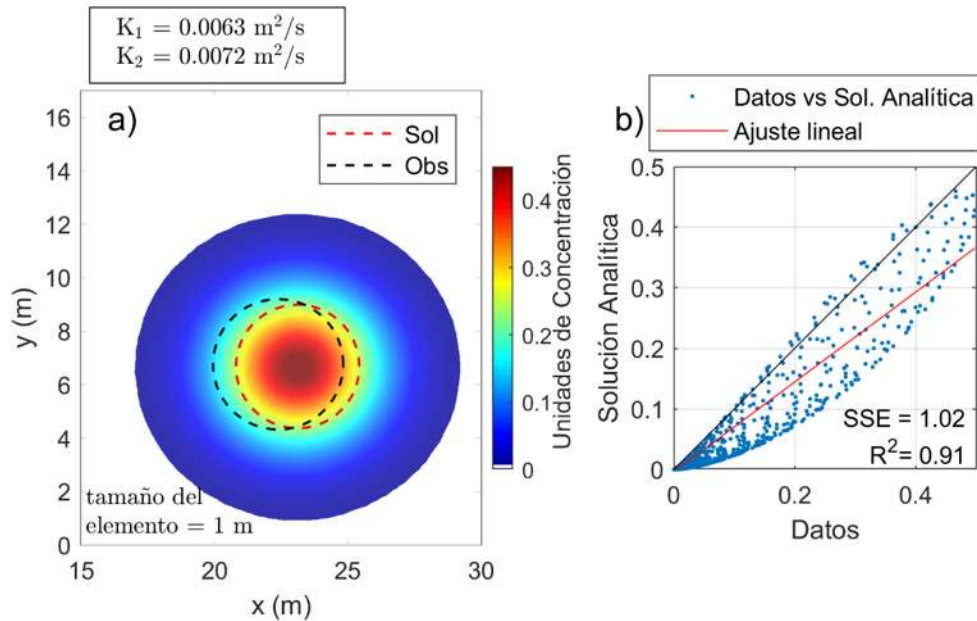 K₁ = 0.0063 m²/s
K₂ = 0.0072 m²/s
a)
Sol
Obs
y (m)
16
14
12
10
8
6
4
2
0
15
20
25
30
x (m)
tamaño del
elemento = 1 m
0.4
0.3
0.2
0.1
0
Unidades de Concentración
b)
Datos vs Sol. Analítica
Ajuste lineal
Solución Analítica
0.5
0.4
0.3
0.2
0.1
0
0
0.2
0.4
Datos
SSE = 1.02
R²= 0.91